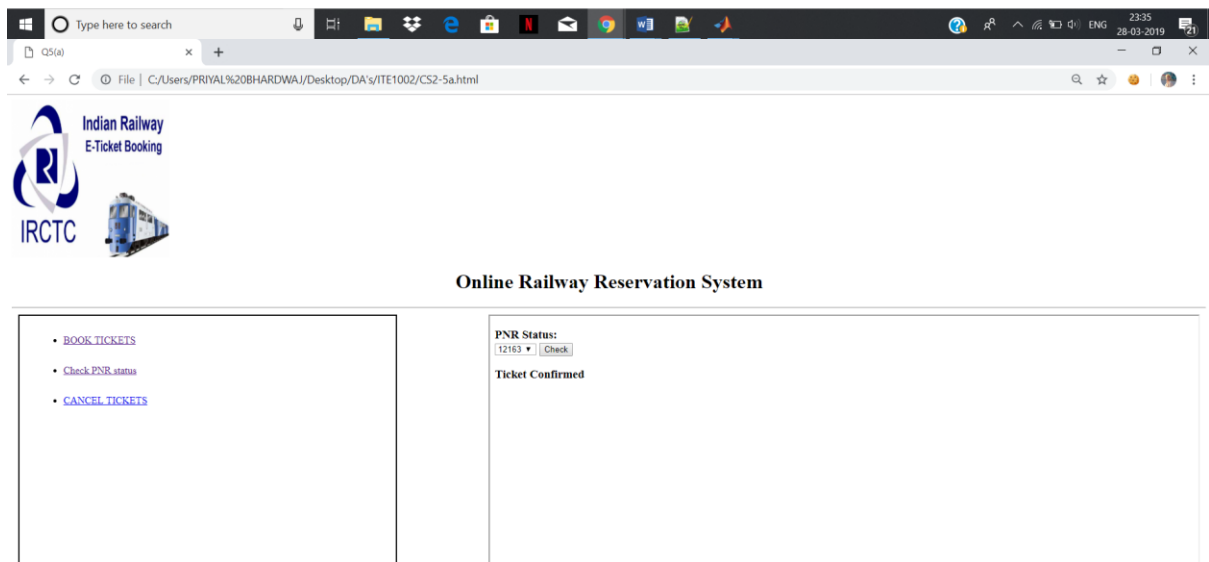 Type here to search
ENG
23:35
28-03-2019
21
Q5(a)
File | C:/Users/PRIYAL%20BHARDWAJ/Desktop/DA's/ITE1002/CS2-5a.html
Indian Railway
E-Ticket Booking
IRCTC
Online Railway Reservation System
BOOK TICKETS
Check PNR status
CANCEL TICKETS
PNR Status:
12163 Check
Ticket Confirmed